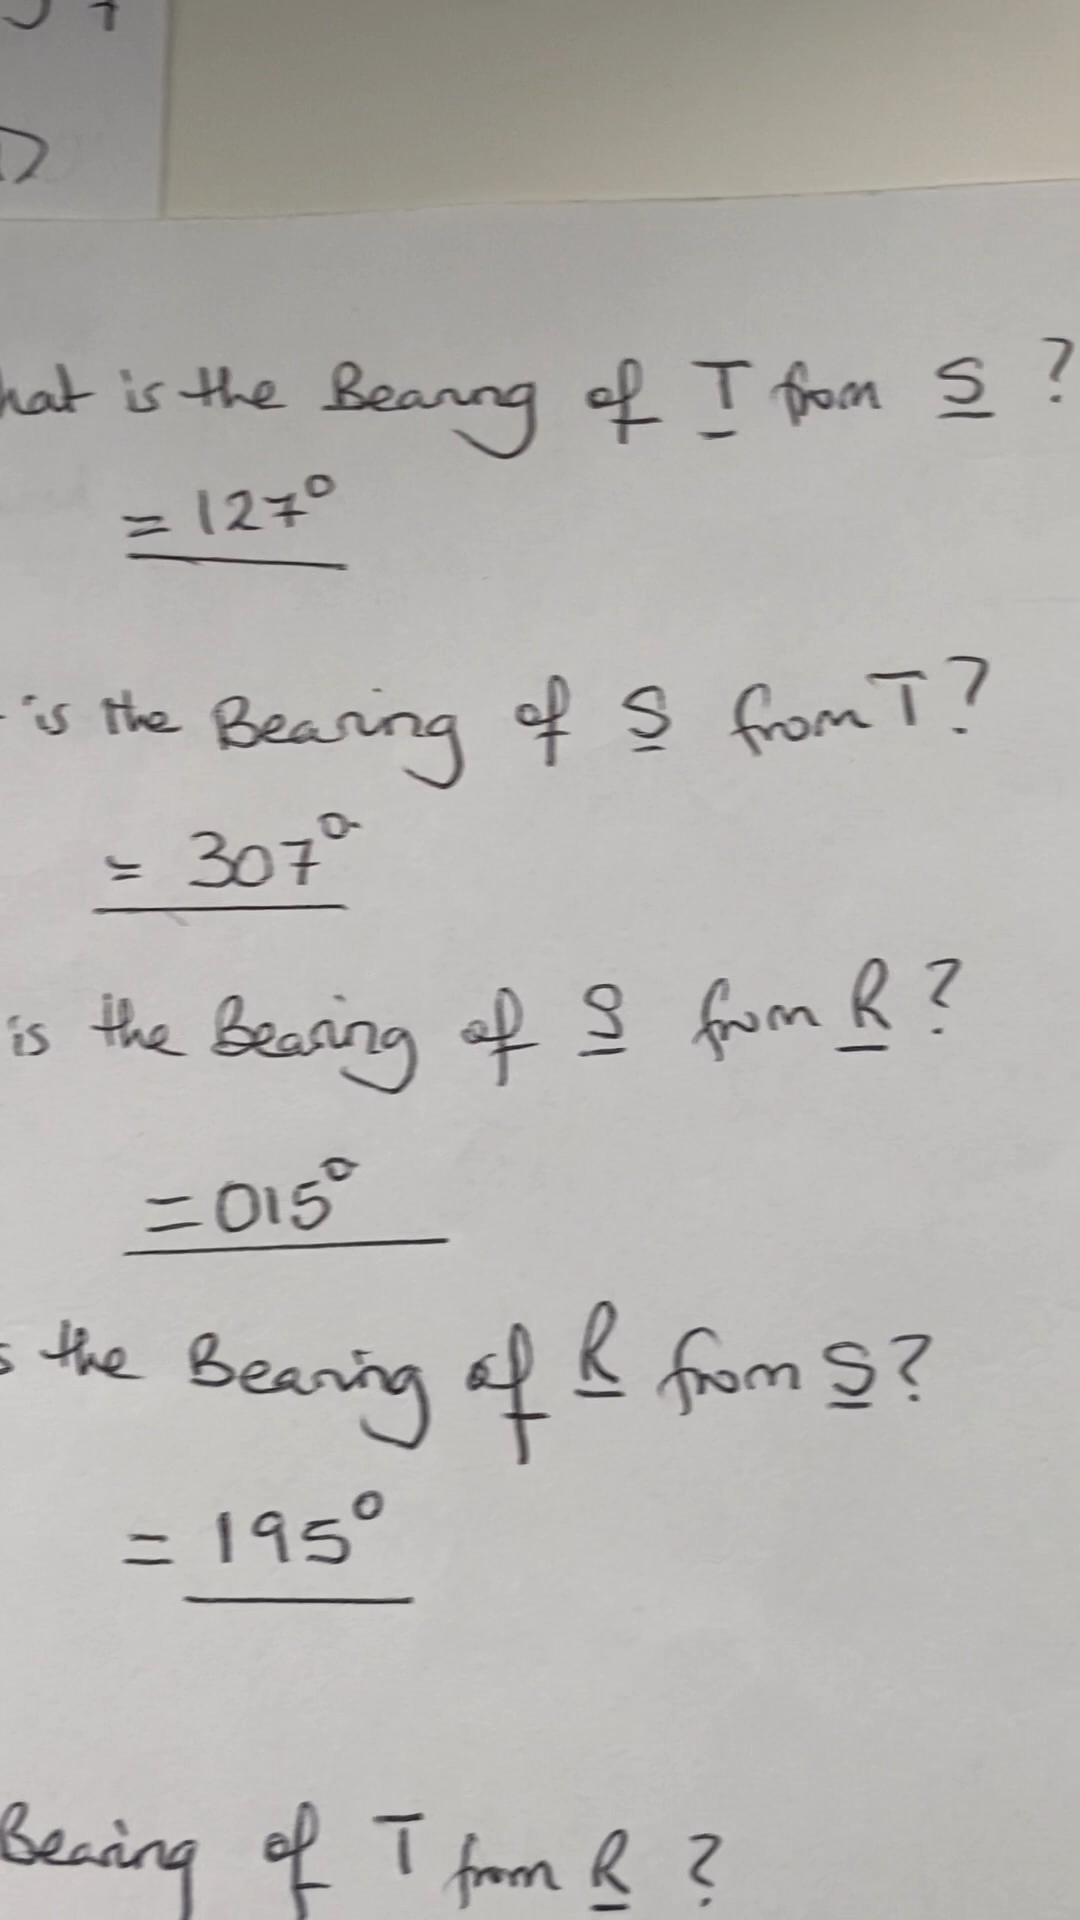 hat is the Bearing of T from S ?
= 127°
is the Bearing of S from T?
= 307°
is the Bearing of S from R ?
= 015°
s the Bearing of R from S?
= 195°
Bearing of T from R ?